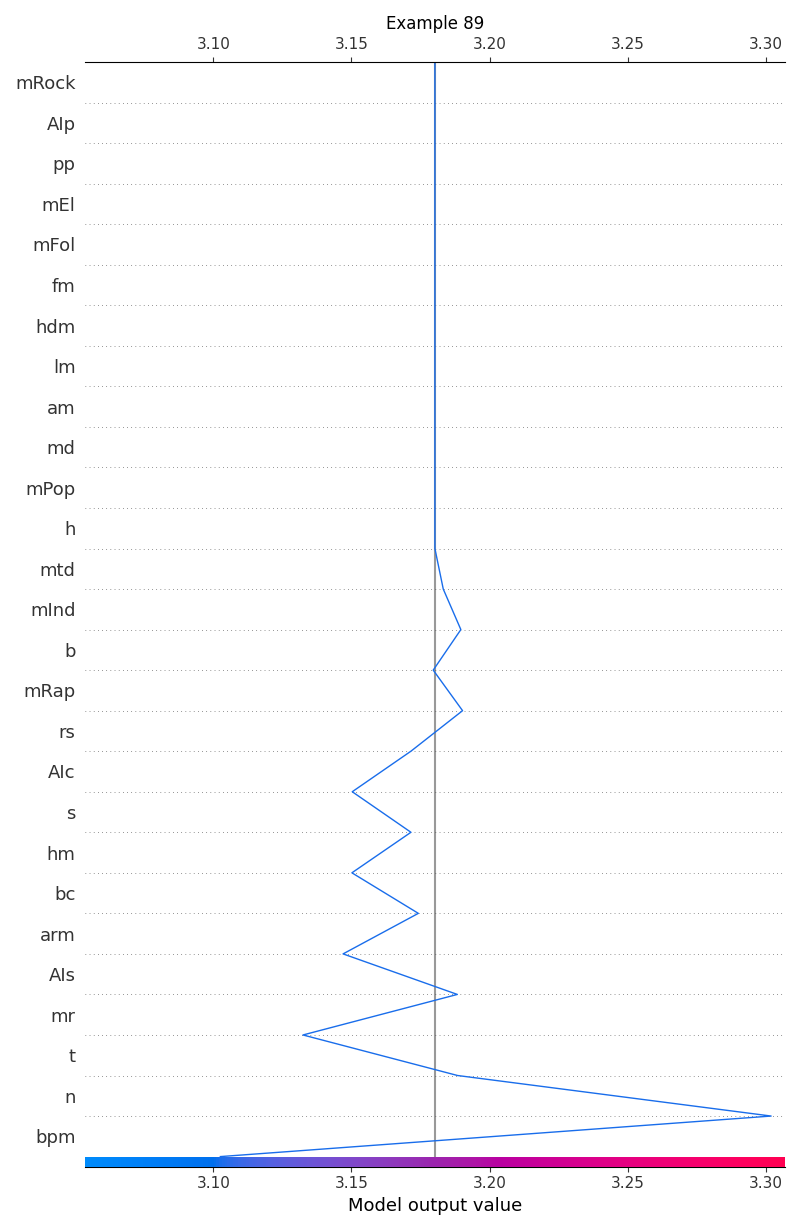 Example 89
3.10 3.15 3.20 3.25 3.30
mRock
AIp
pp
mEl
mFol
fm
hdm
lm
am
md
mPop
h
mtd
mInd
b
mRap
rs
AIc
s
hm
bc
arm
AIs
mr
t
n
bpm
3.10 3.15 3.20 3.25 3.30
Model output value